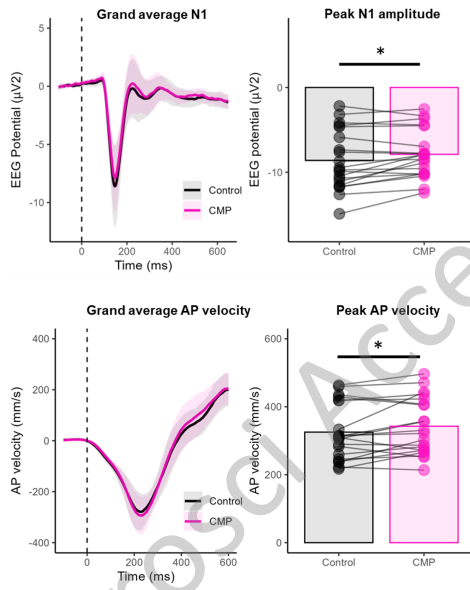 Grand average N1
Peak N1 amplitude
EEG Potential (µV2)
5
0
-5
-10
0
200
400
600
Time (ms)
Control
CMP
EEG potential (µV2)
0
-10
*
Control
CMP
Grand average AP velocity
Peak AP velocity
AP velocity (mm/s)
400
200
0
-200
-400
0
200
400
600
Time (ms)
Control
CMP
AP velocity (mm/s)
600
400
200
0
*
Control
CMP
osci Acce